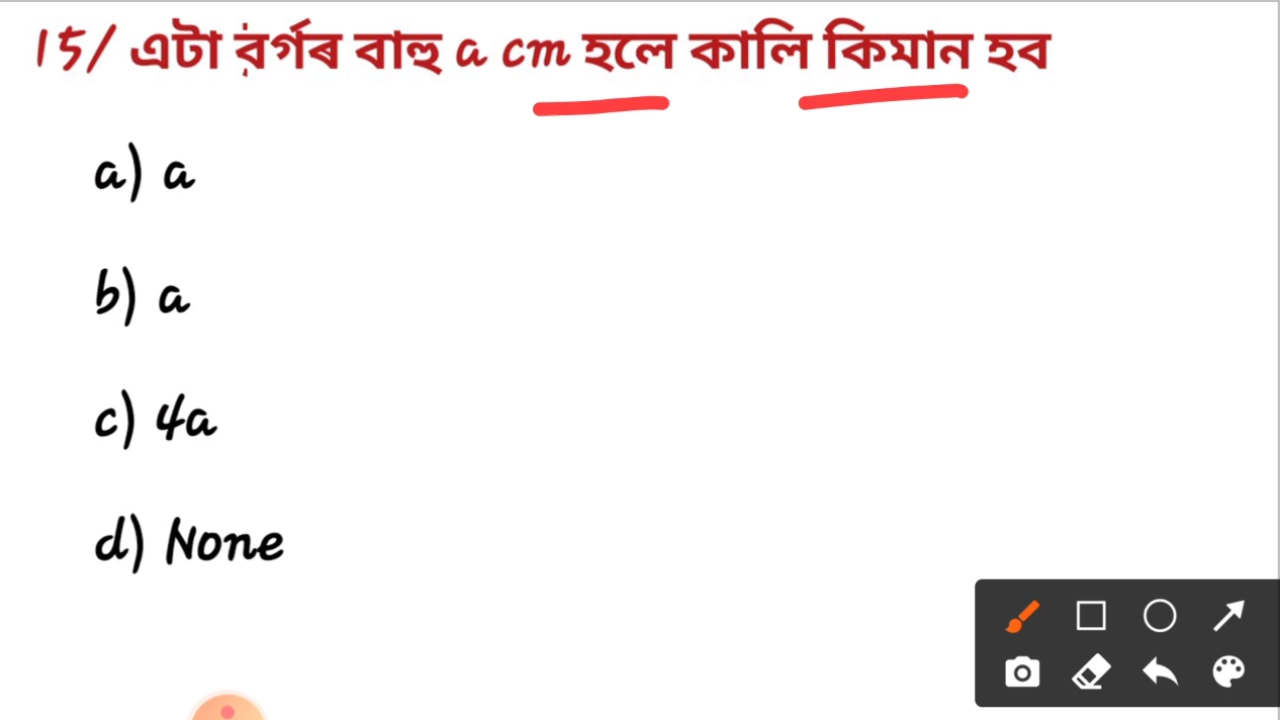 15/ এটা বৰ্গৰ বাহু a cm হলে কালি কিমান হব
a) a
b) a
c) 4a
d) None